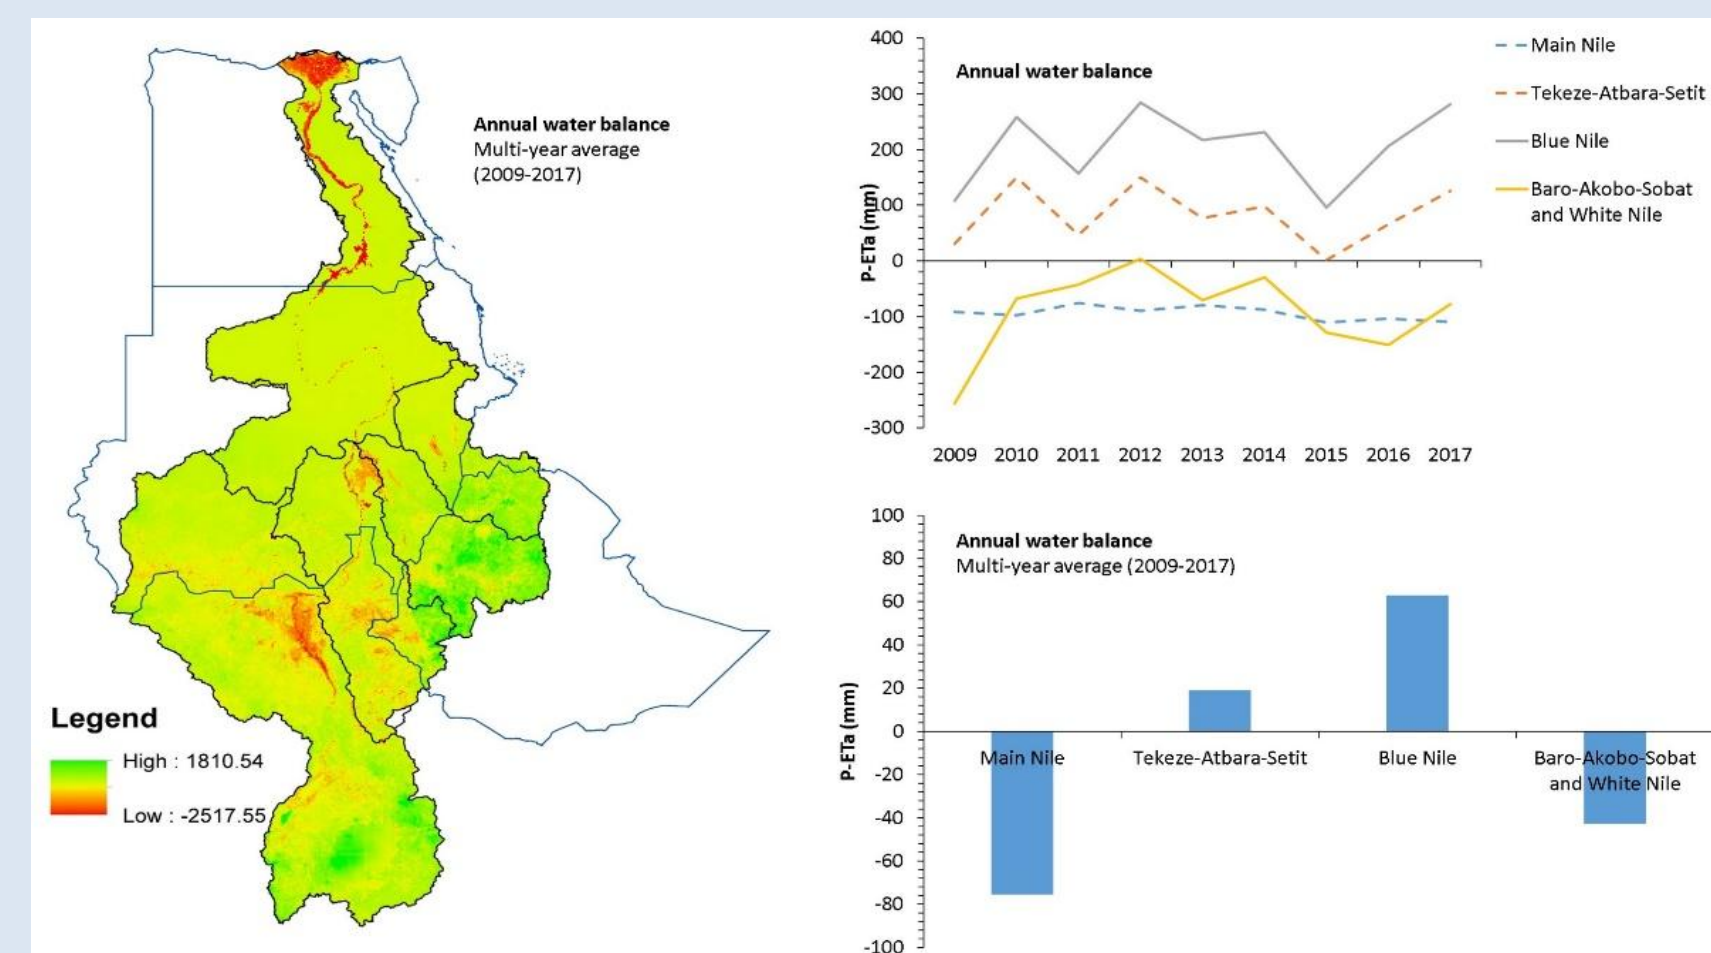 Annual water balance
Multi-year average
(2009-2017)
Legend
High : 1810.54
Low : -2517.55
400
300
200
100
0
-100
-200
-300
P-ETa (mm)
Annual water balance
2009 2010 2011 2012 2013 2014 2015 2016 2017
Main Nile
Tekeze-Atbara-Setit
Blue Nile
Baro-Akobo-Sobat
and White Nile
100
80
60
40
20
0
-20
-40
-60
-80
-100
P-ETa (mm)
Annual water balance
Multi-year average (2009-2017)
Main Nile
Tekeze-Atbara-Setit
Blue Nile
Baro-Akobo-Sobat
and White Nile